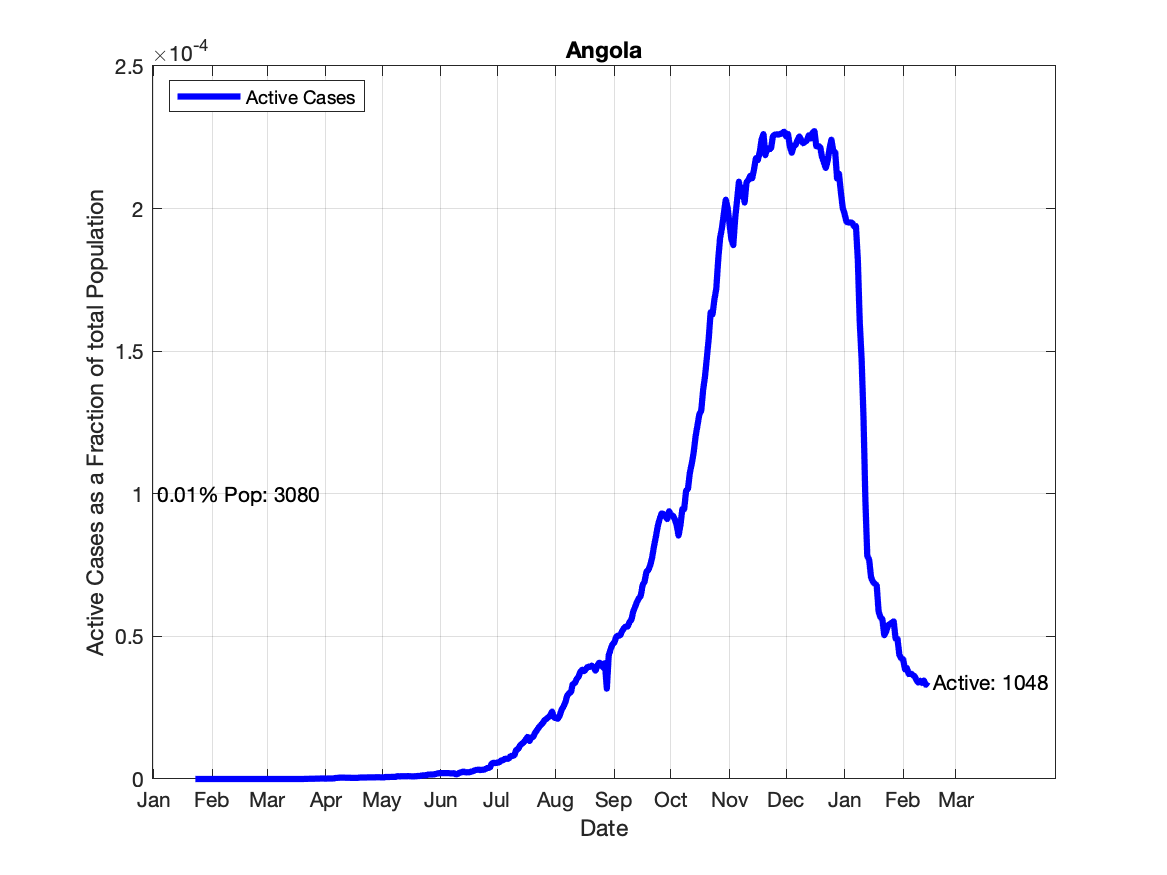 Angola
×10-4
2.5
2
1.5
1
0.5
0
Active Cases
0.01% Pop: 3080
Active: 1048
Active Cases as a Fraction of total Population
Jan Feb Mar Apr May Jun Jul Aug Sep Oct Nov Dec Jan Feb Mar
Date